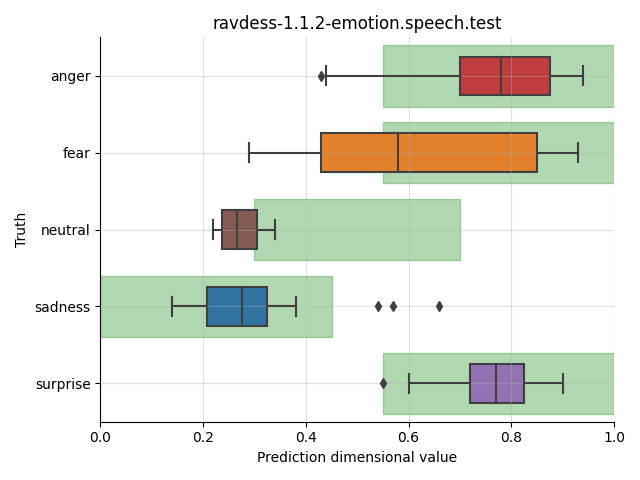 ravdess-1.1.2-emotion.speech.test
anger
fear
neutral
sadness
surprise
Truth
0.0 0.2 0.4 0.6 0.8 1.0
Prediction dimensional value